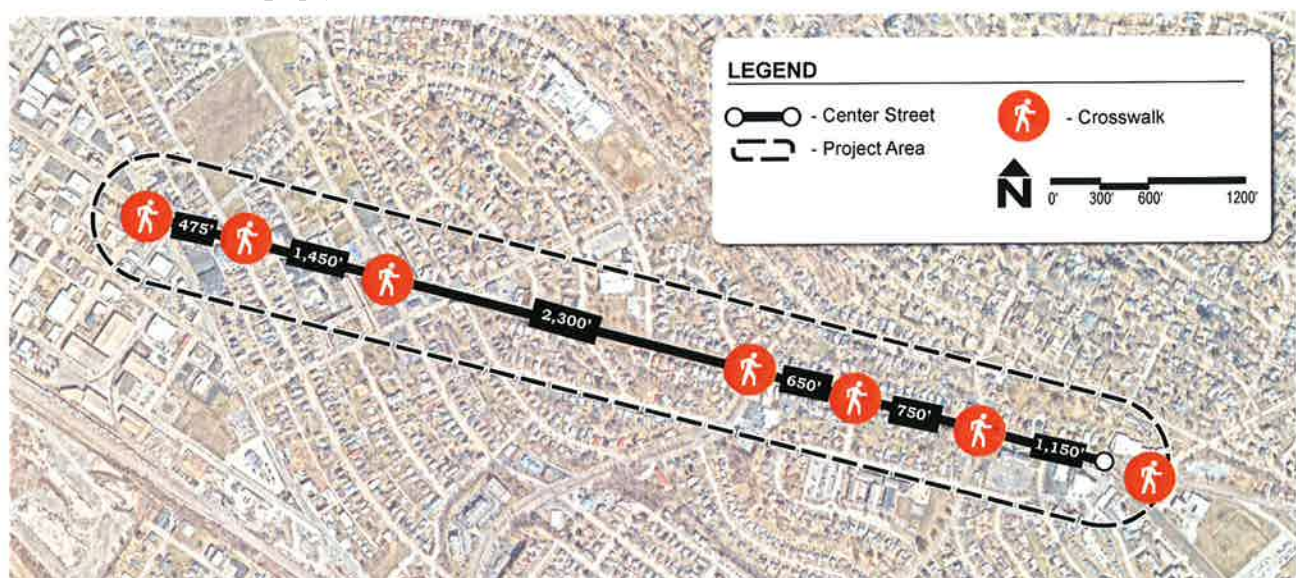 LEGEND
- Center Street
- Crosswalk
- Project Area
N
0' 300' 600' 1200'
475'
1,450'
2,300'
650'
750'
1,150'